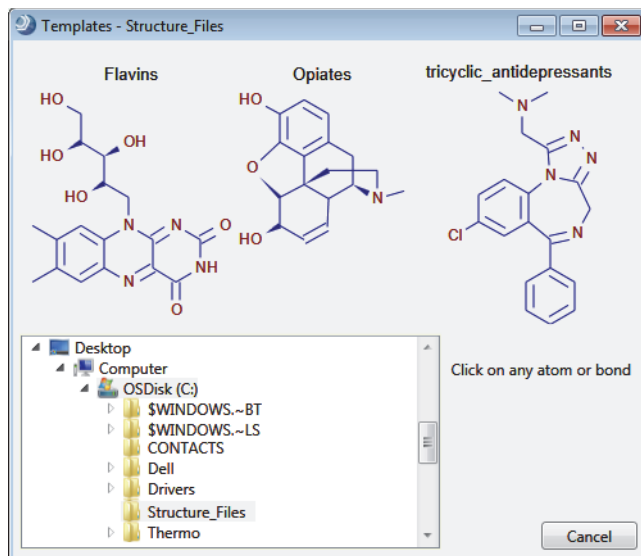 Templates - Structure_Files
Flavins
Opiates
tricyclic_antidepressants
HO
OH
HO
HO
N
N
O
N
NH
O
HO
O
N
HO
N
N
N
N
Cl
N
Desktop
Computer
OSDisk (C:)
$WINDOWS.~BT
$WINDOWS.~LS
CONTACTS
Dell
Drivers
Structure_Files
Thermo
Click on any atom or bond
Cancel